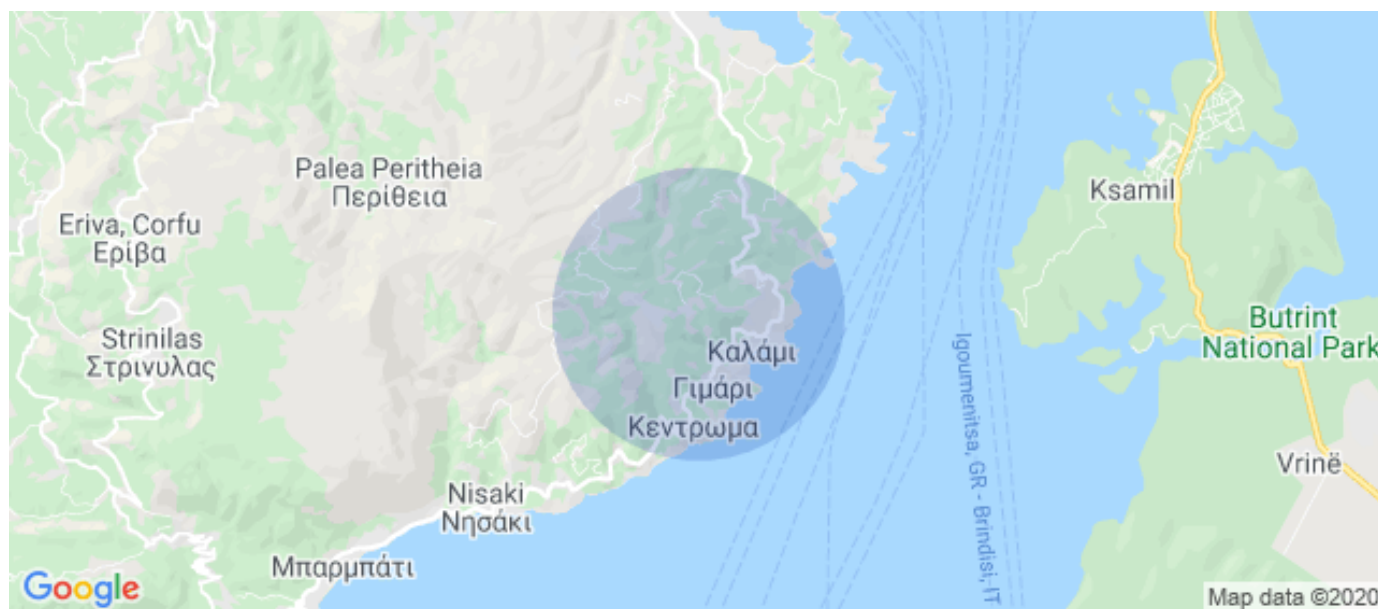 Palea Peritheia
Περίθεια
Ksamil
Eriva, Corfu
Ερίβα
Butrint
National Park
Strinilas
Στρινυλας
Καλάμι
Γιμάρι
Κεντρωμα
Igoumenitsa, GR - Brindisi, IT
Vrinë
Nisaki
Νησάκι
Μπαρμπάτι
Google
Map data ©2020